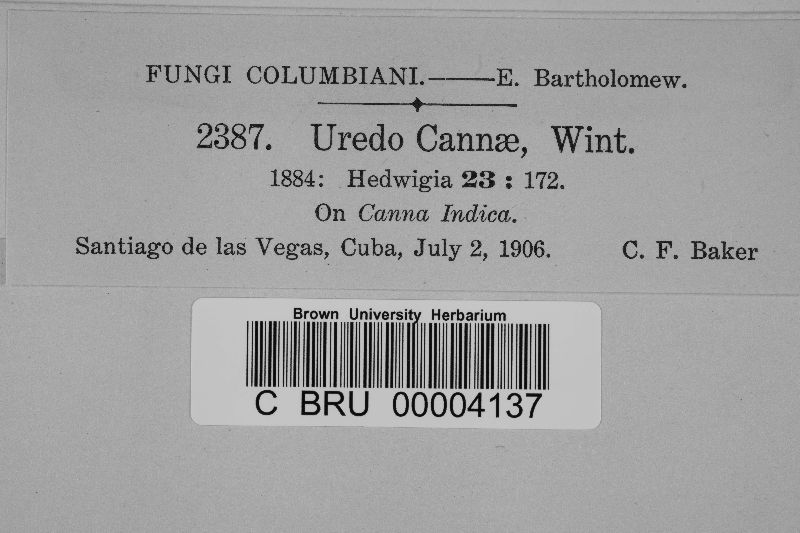 FUNGI COLUMBIANI.——E. Bartholomew.
2387. Uredo Cannæ, Wint.
1884: Hedwigia 23 : 172.
On Canna Indica.
Santiago de las Vegas, Cuba, July 2, 1906. C. F. Baker
Brown University Herbarium
C BRU 00004137